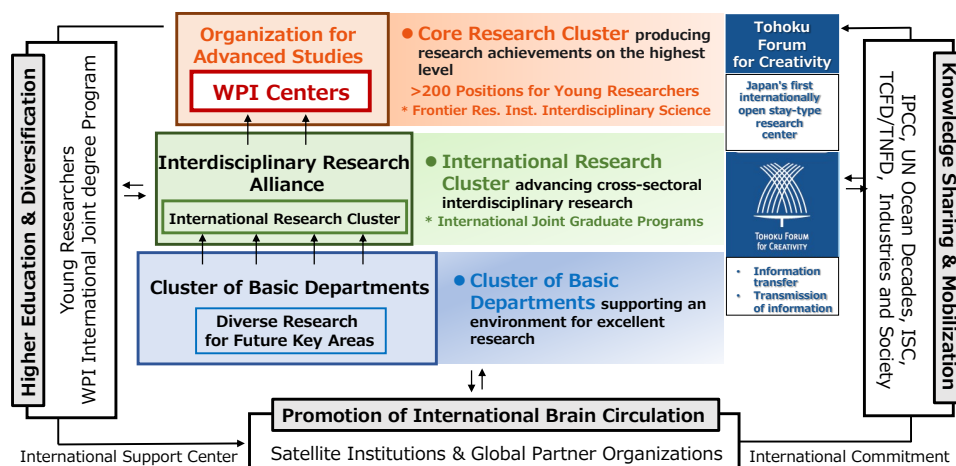 Higher Education & Diversification
Young Researchers
WPI International Joint degree Program
Organization for
Advanced Studies
WPI Centers
• Core Research Cluster producing
research achievements on the highest
level
>200 Positions for Young Researchers
* Frontier Res. Inst. Interdisciplinary Science
Interdisciplinary Research
Alliance
International Research Cluster
• International Research
Cluster advancing cross-sectoral
interdisciplinary research
* International Joint Graduate Programs
Cluster of Basic Departments
Diverse Research
for Future Key Areas
• Cluster of Basic
Departments supporting an
environment for excellent
research
Tohoku
Forum
for Creativity
Japan's first
internationally
open stay-type
research
center
TOHOKU FORUM
FOR CREATIVITY
• Information
transfer
• Transmission
of information
IPCC, UN Ocean Decades, ISC,
TCFD/TNFD, Industries and Society
Knowledge Sharing & Mobilization
Promotion of International Brain Circulation
Satellite Institutions & Global Partner Organizations
International Support Center
International Commitment